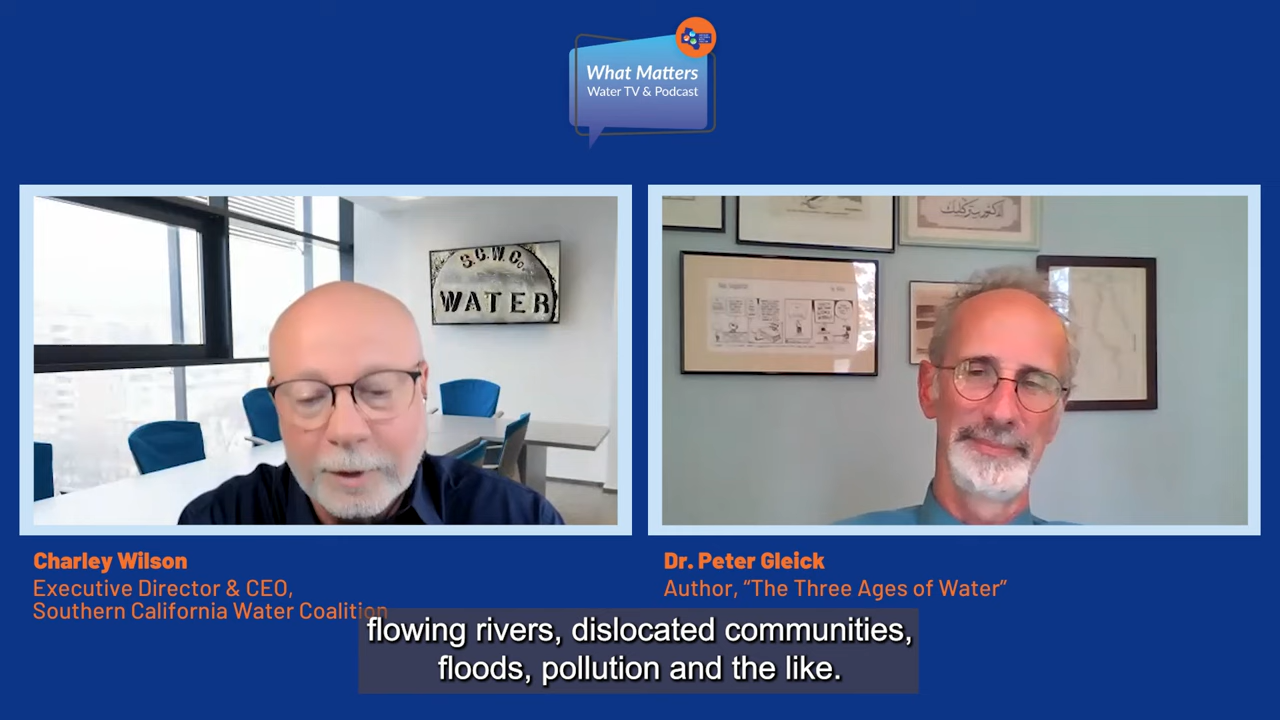 What Matters
Water TV & Podcast
S.C.W.Co.
WATER
Charley Wilson
Executive Director & CEO,
Southern California Water Coalition
Dr. Peter Gleick
Author, “The Three Ages of Water”
flowing rivers, dislocated communities,
floods, pollution and the like.